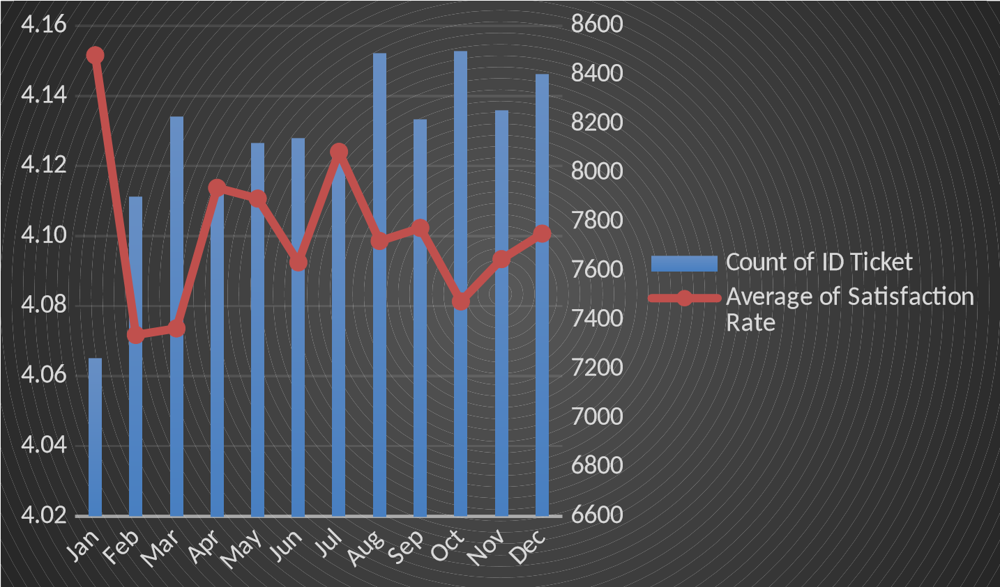 4.16
4.14
4.12
4.10
4.08
4.06
4.04
4.02
8600
8400
8200
8000
7800
7600
7400
7200
7000
6800
6600
Jan
Feb
Mar
Apr
May
Jun
Jul
Aug
Sep
Oct
Nov
Dec
Count of ID Ticket
Average of Satisfaction
Rate